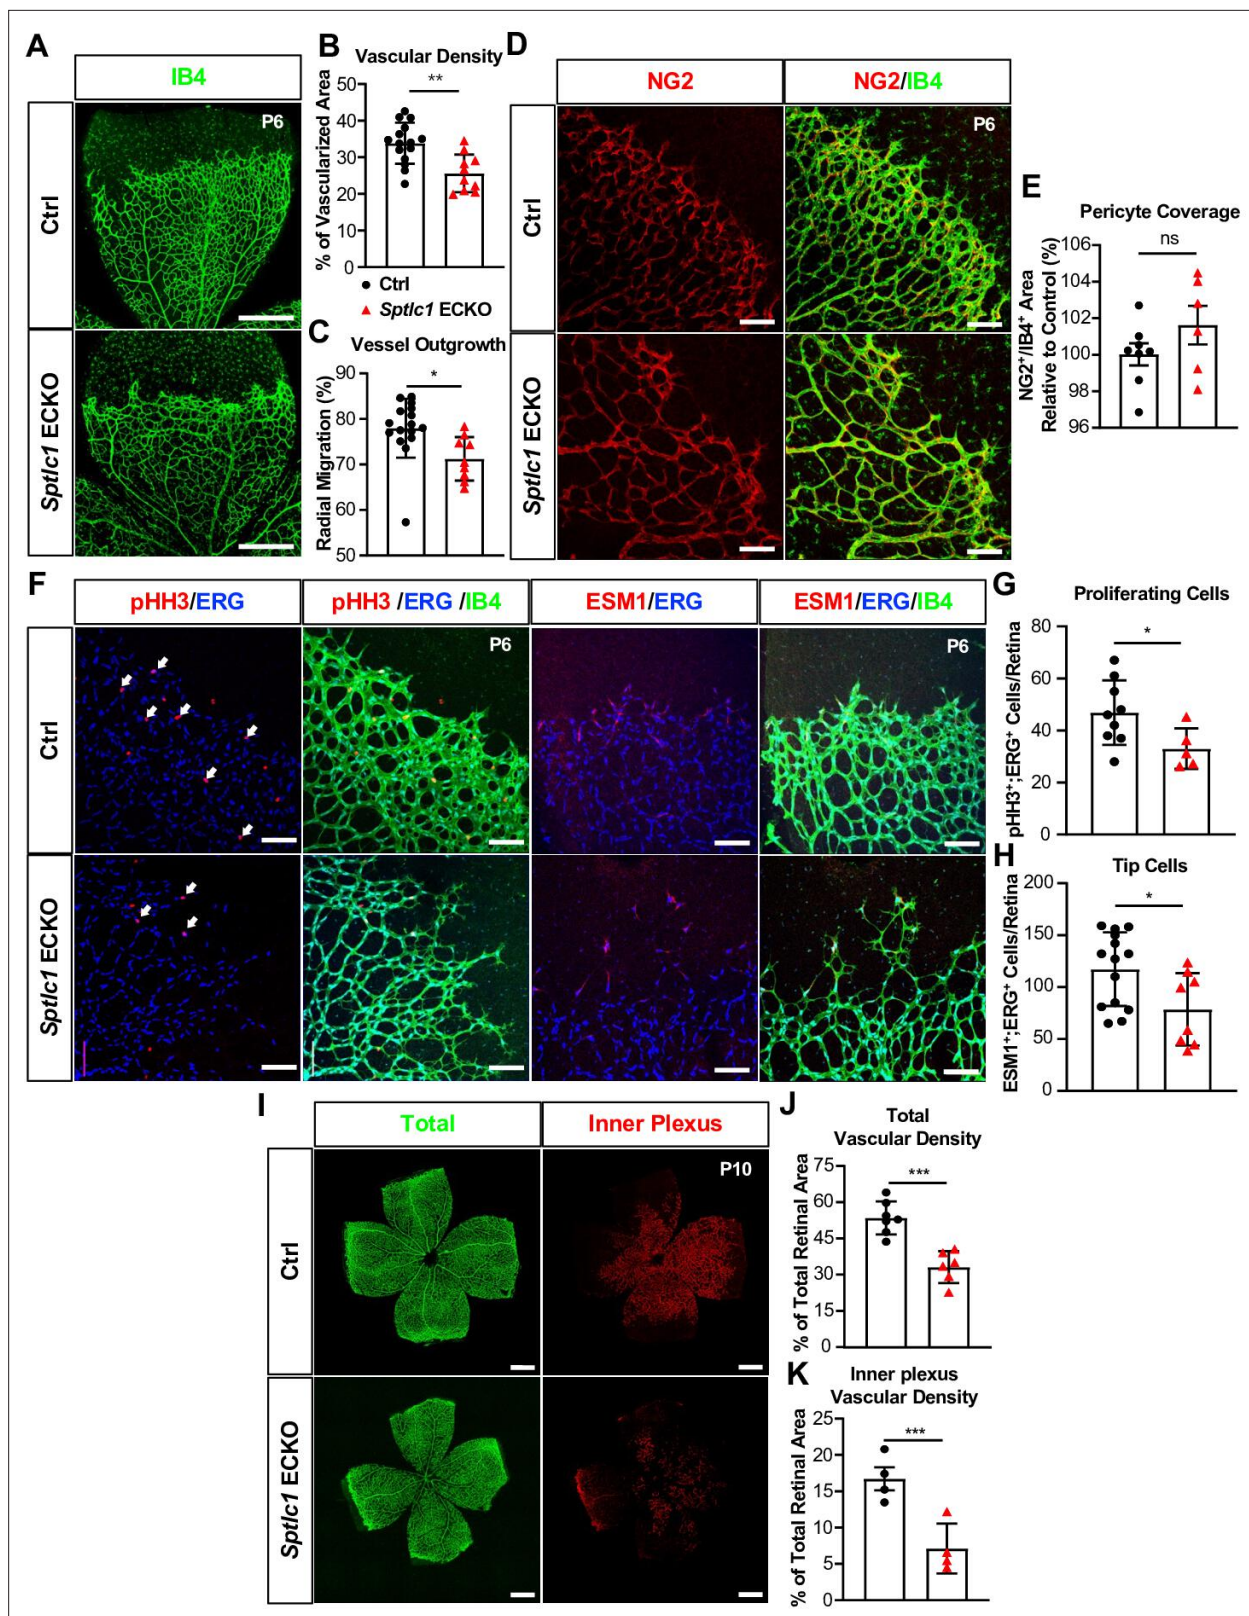 A
IB4
P6
Ctrl
Sptlc1 ECKO
B
Vascular Density
**
% of Vascularized Area
50
40
30
20
10
0
Ctrl
Sptlc1 ECKO
C
Vessel Outgrowth
*
Radial Migration (%)
90
80
70
60
50
D
NG2
NG2/IB4
P6
Ctrl
Sptlc1 ECKO
E
Pericyte Coverage
ns
NG2+/IB4+ Area
Relative to Control (%)
106
104
102
100
98
96
F
pHH3/ERG
pHH3 /ERG /IB4
ESM1/ERG
ESM1/ERG/IB4
P6
P6
Ctrl
Sptlc1 ECKO
G
Proliferating Cells
*
pHH3+;ERG+ Cells/Retina
80
60
40
20
0
H
Tip Cells
*
ESM1+;ERG+ Cells/Retina
200
150
100
50
0
I
Total
Inner Plexus
P10
Ctrl
Sptlc1 ECKO
J
Total
Vascular Density
***
% of Total Retinal Area
75
60
45
30
15
0
K
Inner plexus
Vascular Density
***
% of Total Retinal Area
25
20
15
10
5
0